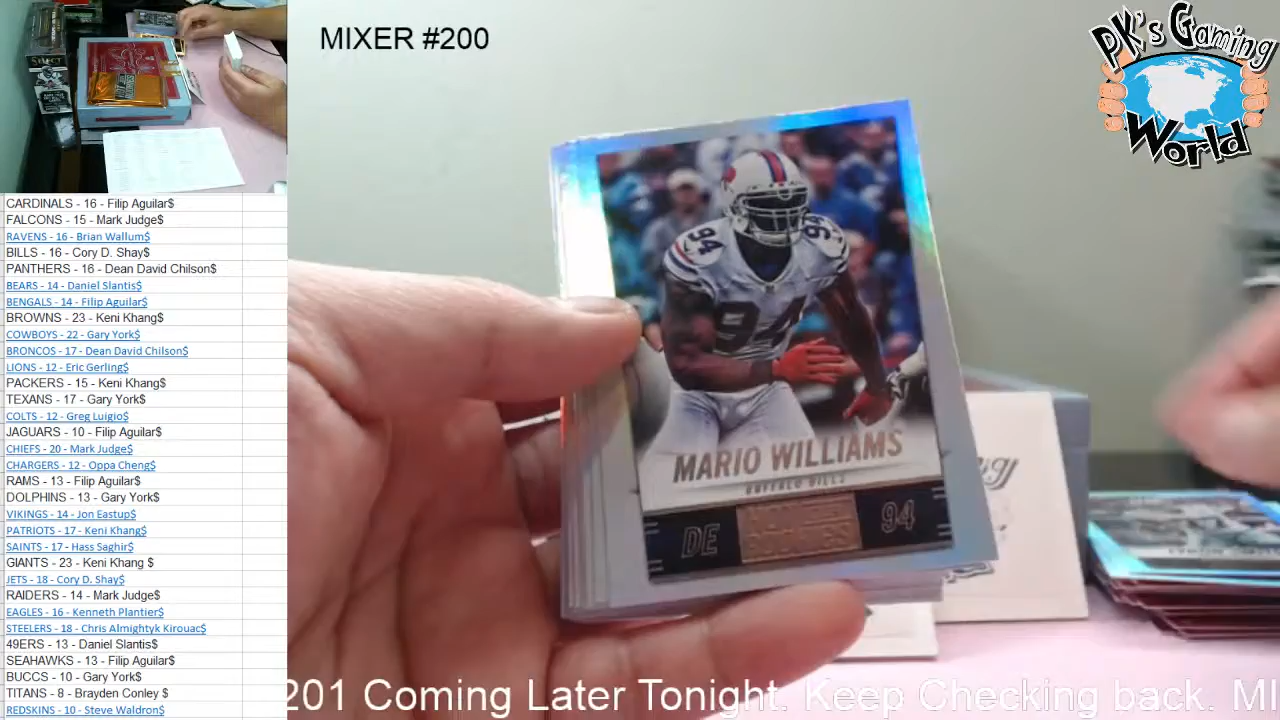 MIXER #200
PK's Gaming
World
CARDINALS - 16 - Filip Aguilar$
FALCONS - 15 - Mark Judge$
RAVENS - 16 - Brian Wallum$
BILLS - 16 - Cory D. Shay$
PANTHERS - 16 - Dean David Chilson$
BEARS - 14 - Daniel Slantis$
BENGALS - 14 - Filip Aguilar$
BROWNS - 23 - Keni Khang$
COWBOYS - 22 - Gary York$
BRONCOS - 17 - Dean David Chilson$
LIONS - 12 - Eric Gerling$
PACKERS - 15 - Keni Khang$
TEXANS - 17 - Gary York$
COLTS - 12 - Greg Luigio$
JAGUARS - 10 - Filip Aguilar$
CHIEFS - 20 - Mark Judge$
CHARGERS - 12 - Oppa Cheng$
RAMS - 13 - Filip Aguilar$
DOLPHINS - 13 - Gary York$
VIKINGS - 14 - Jon Eastup$
PATRIOTS - 17 - Keni Khang$
SAINTS - 17 - Hass Saghir$
GIANTS - 23 - Keni Khang $
JETS - 18 - Cory D. Shay$
RAIDERS - 14 - Mark Judge$
EAGLES - 16 - Kenneth Plantier$
STEELERS - 18 - Chris Almightyk Kirouac$
49ERS - 13 - Daniel Slantis$
SEAHAWKS - 13 - Filip Aguilar$
BUCCS - 10 - Gary York$
TITANS - 8 - Brayden Conley $
REDSKINS - 10 - Steve Waldron$
94 94
94
MARIO WILLIAMS
BUFFALO BILLS
DE 94
201 Coming Later Tonight. Keep Checking back. MI